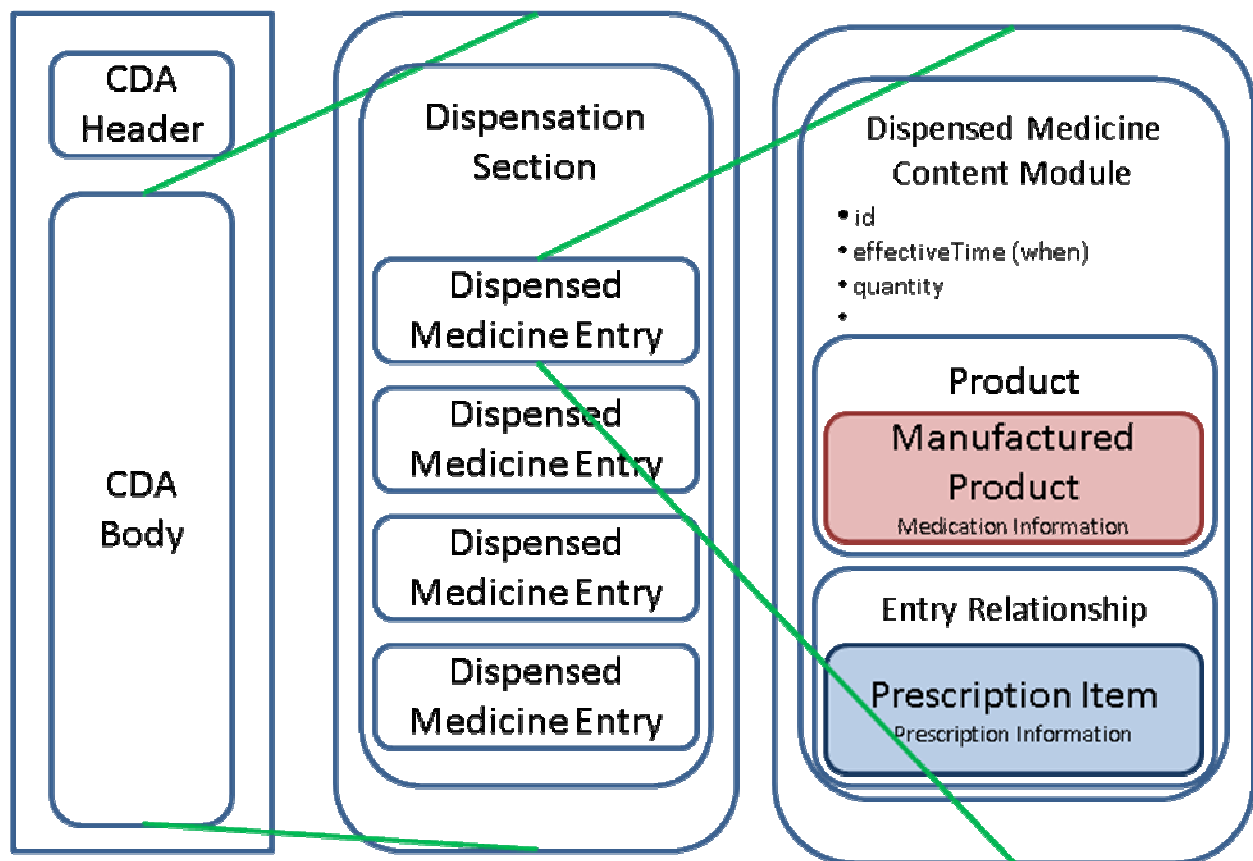 CDA
Header
CDA
Body
Dispensation
Section
Dispensed
Medicine Entry
Dispensed
Medicine Entry
Dispensed
Medicine Entry
Dispensed
Medicine Entry
Dispensed Medicine
Content Module
• id
• effectiveTime (when)
• quantity
•
Product
Manufactured
Product
Medication Information
Entry Relationship
Prescription Item
Prescription Information